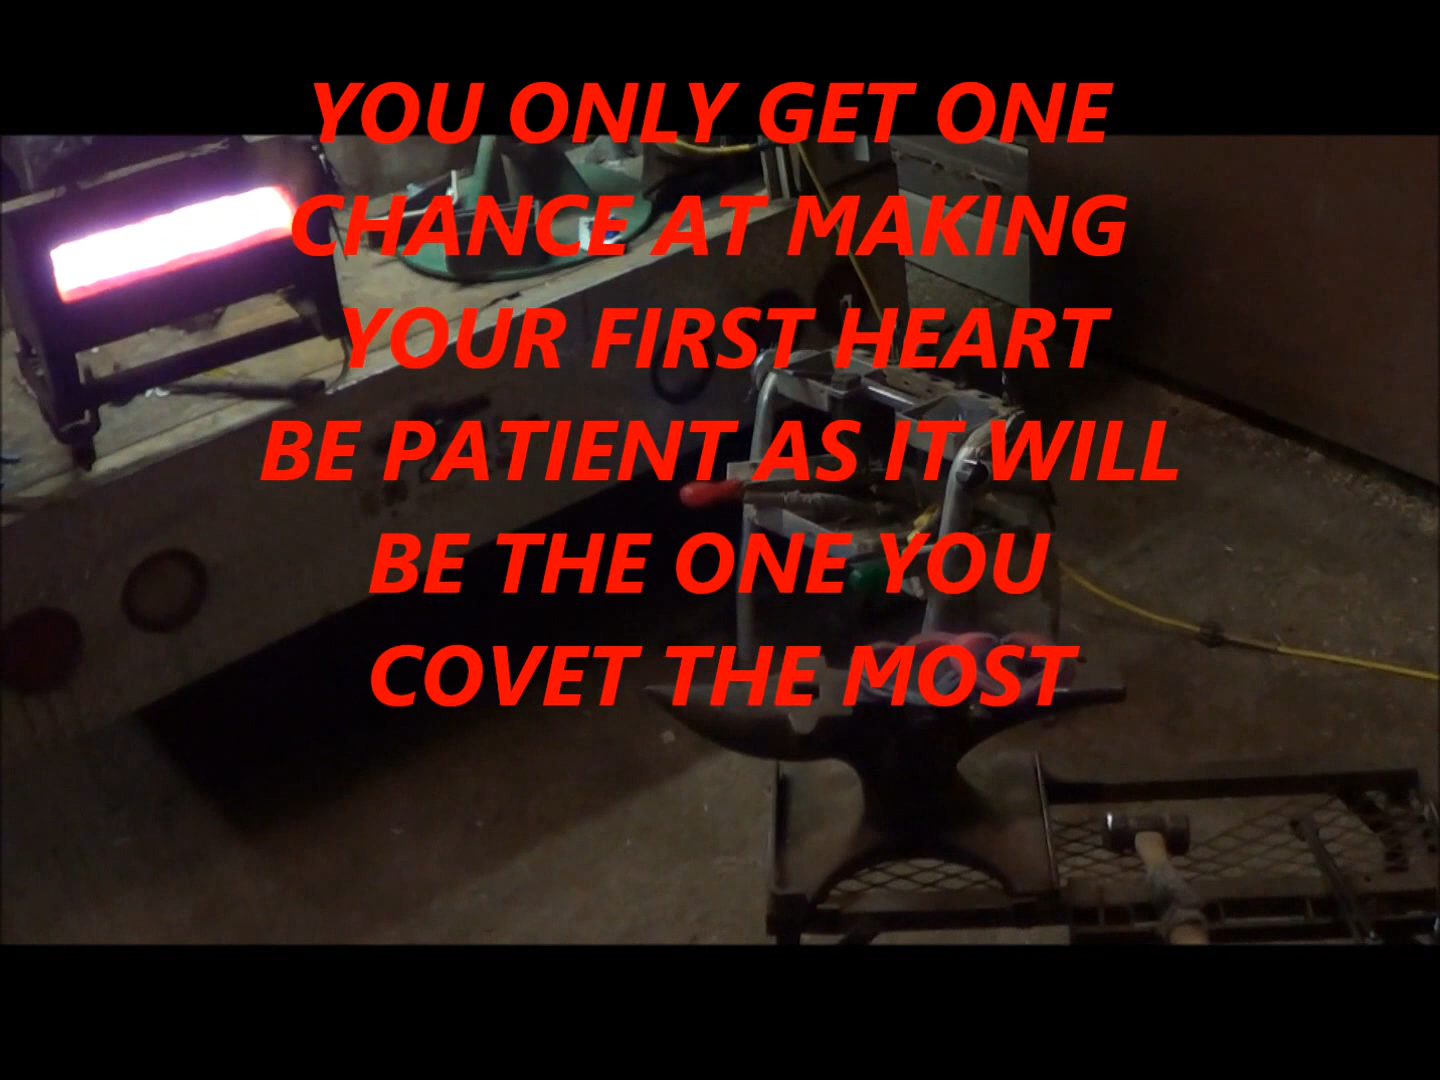 YOU ONLY GET ONE
CHANCE AT MAKING
YOUR FIRST HEART
BE PATIENT AS IT WILL
BE THE ONE YOU
COVET THE MOST